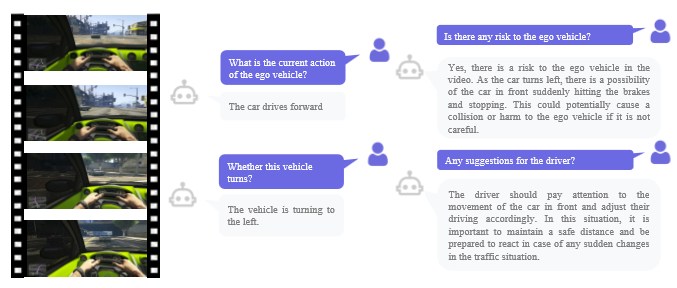 What is the current action
of the ego vehicle?
The car drives forward
Whether this vehicle
turns?
The vehicle is turning to
the left.
Is there any risk to the ego vehicle?
Yes, there is a risk to the ego vehicle in the
video. As the car turns left, there is a possibility
of the car in front suddenly hitting the brakes
and stopping. This could potentially cause a
collision or harm to the ego vehicle if it is not
careful.
Any suggestions for the driver?
The driver should pay attention to the
movement of the car in front and adjust their
driving accordingly. In this situation, it is
important to maintain a safe distance and be
prepared to react in case of any sudden changes
in the traffic situation.